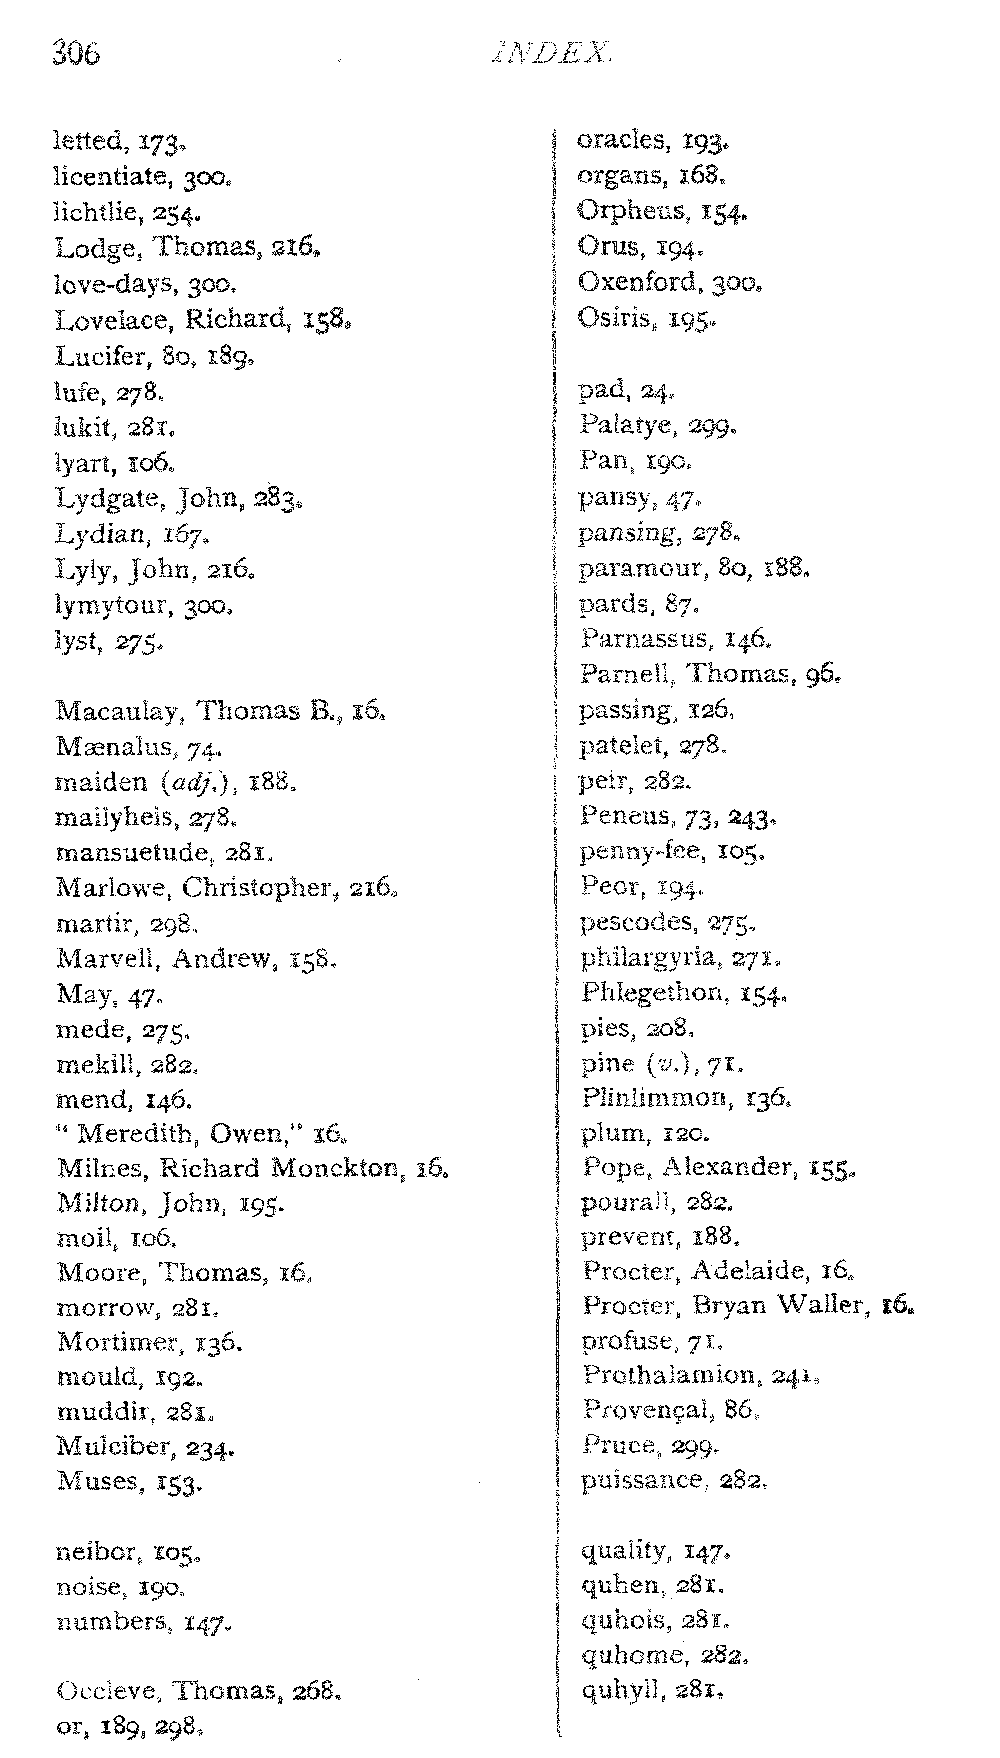 306
INDEX.
letted, 173.
licentiate, 300.
lichtlie, 254.
Lodge, Thomas, 216.
love-days, 300.
Lovelace, Richard, 158.
Lucifer, 80, 189.
lufe, 278.
lukit, 281.
lyart, 106.
Lydgate, John, 283.
Lydian, 167.
Lyly, John, 216.
lymytour, 300.
lyst, 275.
Macaulay, Thomas B., 16.
Mænalus, 74.
maiden (adj.), 188.
mailyheis, 278.
mansuetude, 281.
Marlowe, Christopher, 216.
martir, 298.
Marvell, Andrew, 158.
May, 47.
mede, 275.
mekill, 282.
mend, 146.
“ Meredith, Owen,” 16.
Milnes, Richard Monckton, 16.
Milton, John, 195.
moil, 106.
Moore, Thomas, 16.
morrow, 281.
Mortimer, 136.
mould, 192.
muddir, 281.
Mulciber, 234.
Muses, 153.
neibor, 105.
noise, 190.
numbers, 147.
Occleve, Thomas, 268.
or, 189, 298.
oracles, 193.
organs, 168.
Orpheus, 154.
Orus, 194.
Oxenford, 300.
Osiris, 195.
pad, 24.
Palatye, 299.
Pan, 190.
pansy, 47.
pansing, 278.
paramour, 80, 188.
pards, 87.
Parnassus, 146.
Parnell, Thomas, 96.
passing, 126.
patelet, 278.
peir, 282.
Peneus, 73, 243.
penny-fee, 105.
Peor, 194.
pescodes, 275.
philargyria, 271.
Phlegethon, 154.
pies, 208.
pine (v.), 71.
Plinlimmon, 136.
plum, 120.
Pope, Alexander, 155.
pourall, 282.
prevent, 188.
Procter, Adelaide, 16.
Procter, Bryan Waller, 16.
profuse, 71.
Prothalamion, 241.
Provençal, 86.
Pruce, 299.
puissance, 282.
quality, 147.
quhen, 281.
quhois, 281.
quhome, 282.
quhyll, 281.